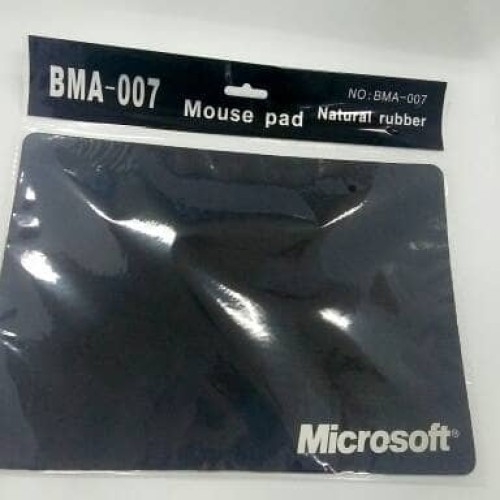 BMA-007
NO:BMA-007
Mouse pad
Natural rubber
Microsoft®